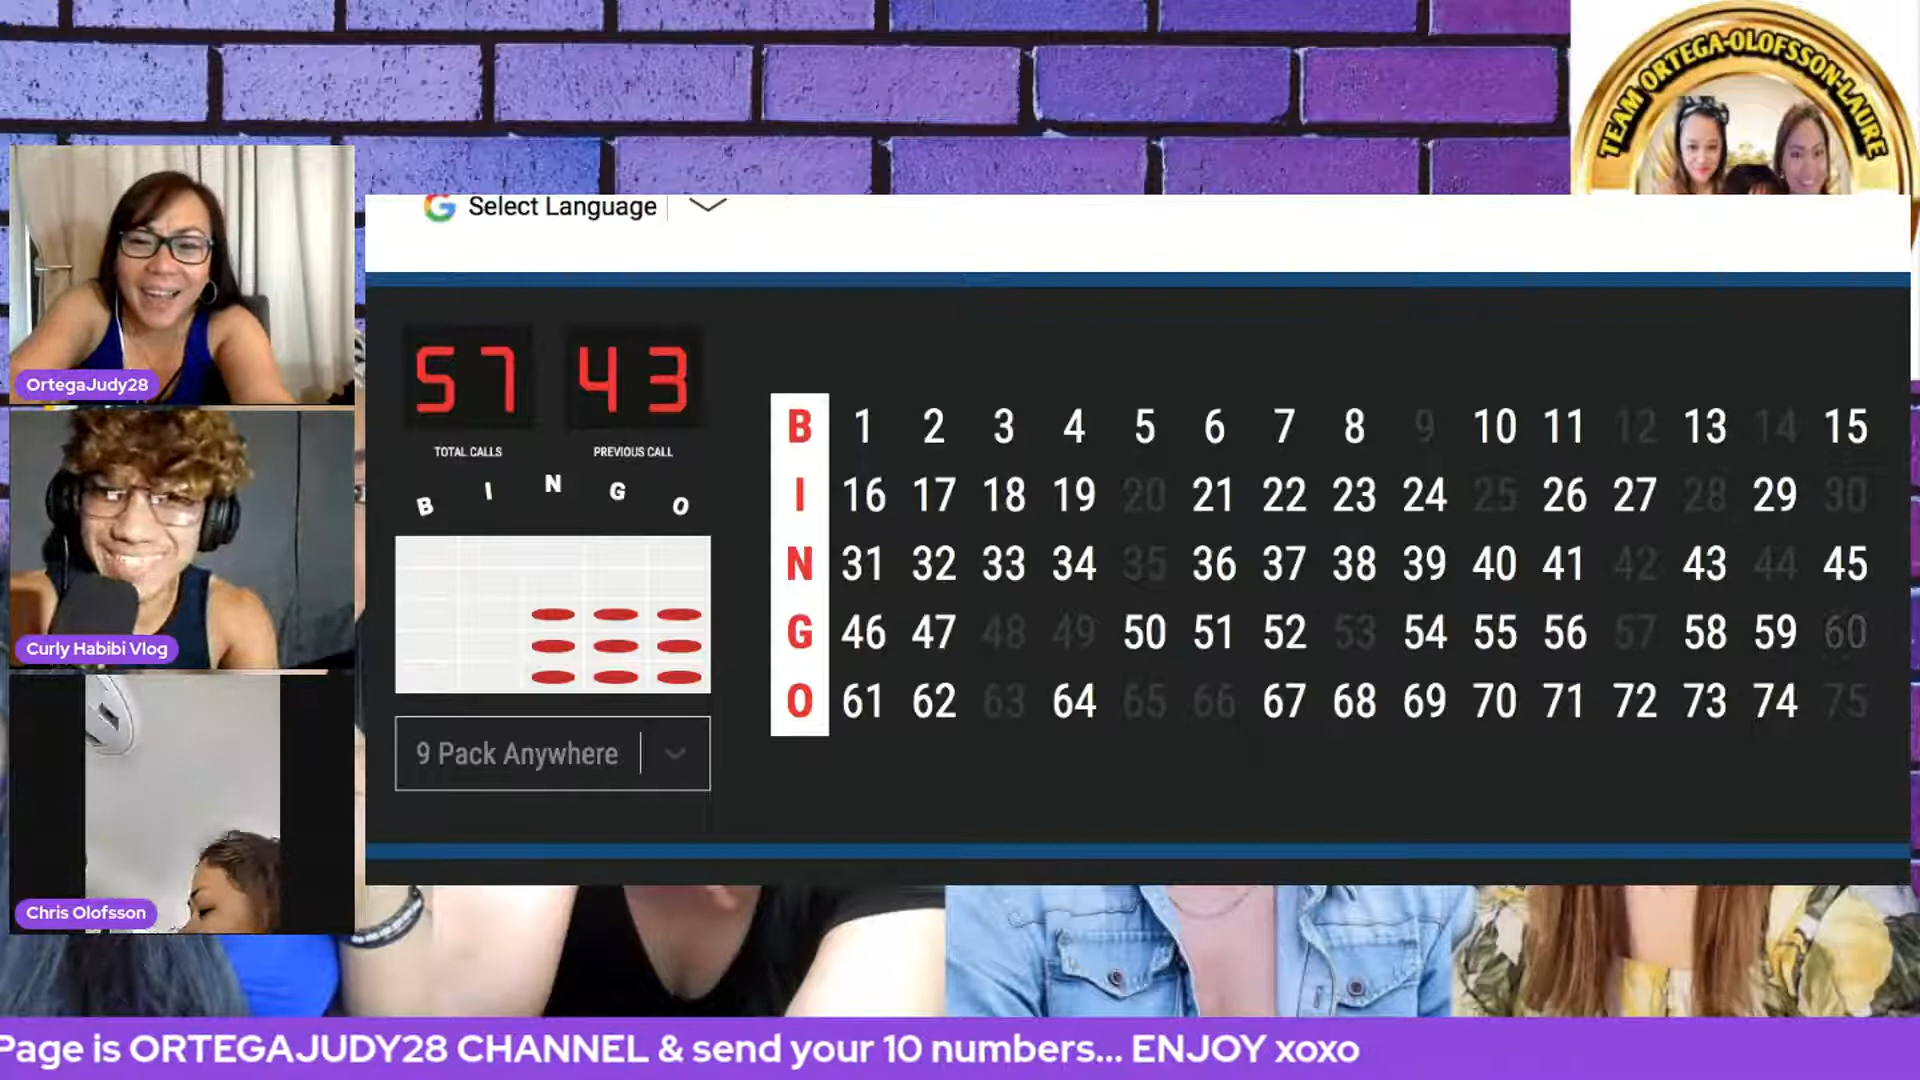 TEAM ORTEGA-OLOFSSON-LAURE
Select Language
57 43
TOTAL CALLS PREVIOUS CALL
B I N G O
9 Pack Anywhere
B 1 2 3 4 5 6 7 8 9 10 11 12 13 14 15
I 16 17 18 19 20 21 22 23 24 25 26 27 28 29 30
N 31 32 33 34 35 36 37 38 39 40 41 42 43 44 45
G 46 47 48 49 50 51 52 53 54 55 56 57 58 59 60
O 61 62 63 64 65 66 67 68 69 70 71 72 73 74 75
OrtegaJudy28
Curly Habibi Vlog
Chris Olofsson
Page is ORTEGAJUDY28 CHANNEL & send your 10 numbers... ENJOY xoxo